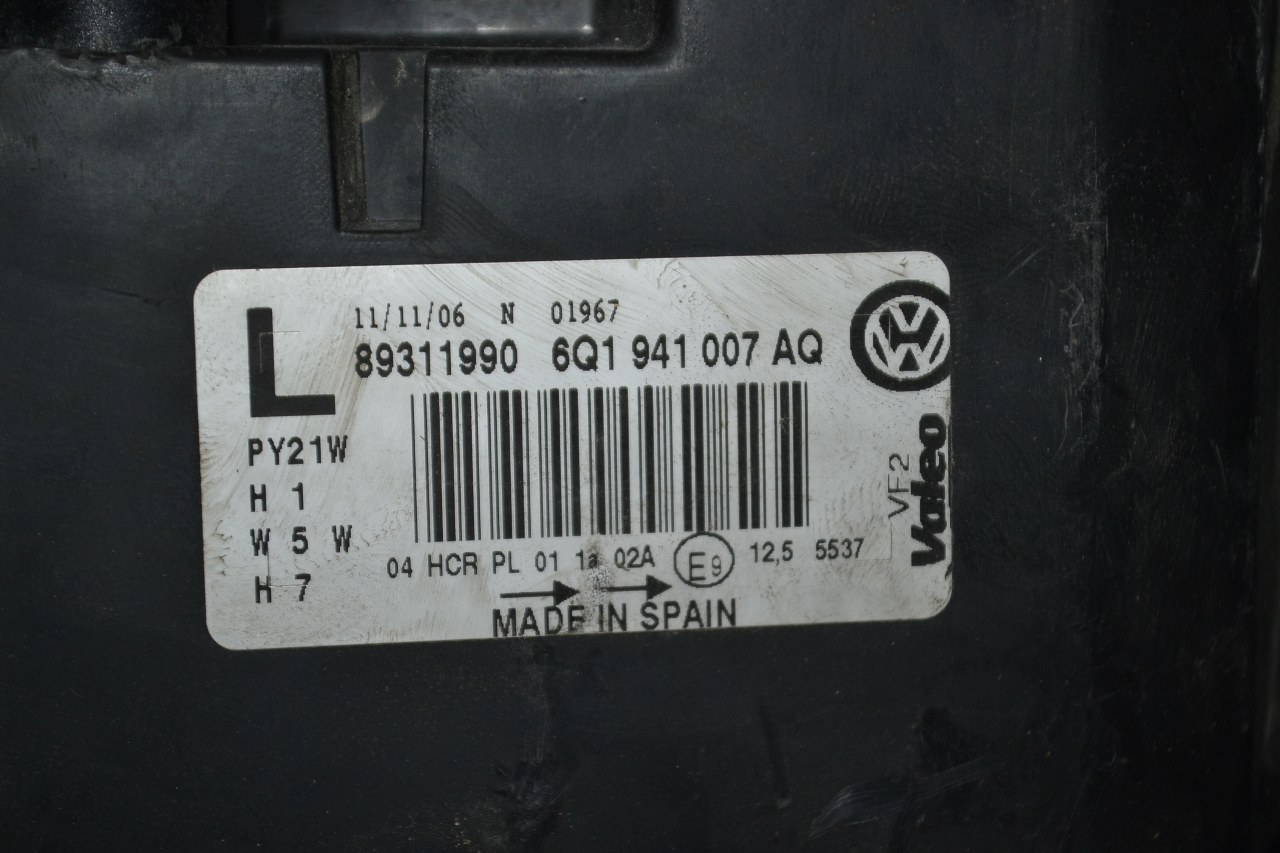 L
11/11/06 N 01967
89311990 6Q1 941 007 AQ
PY21W
H 1
W 5 W
H 7
04 HCR PL 01 1a 02A E9 12,5 5537
MADE IN SPAIN
VF2
Valeo